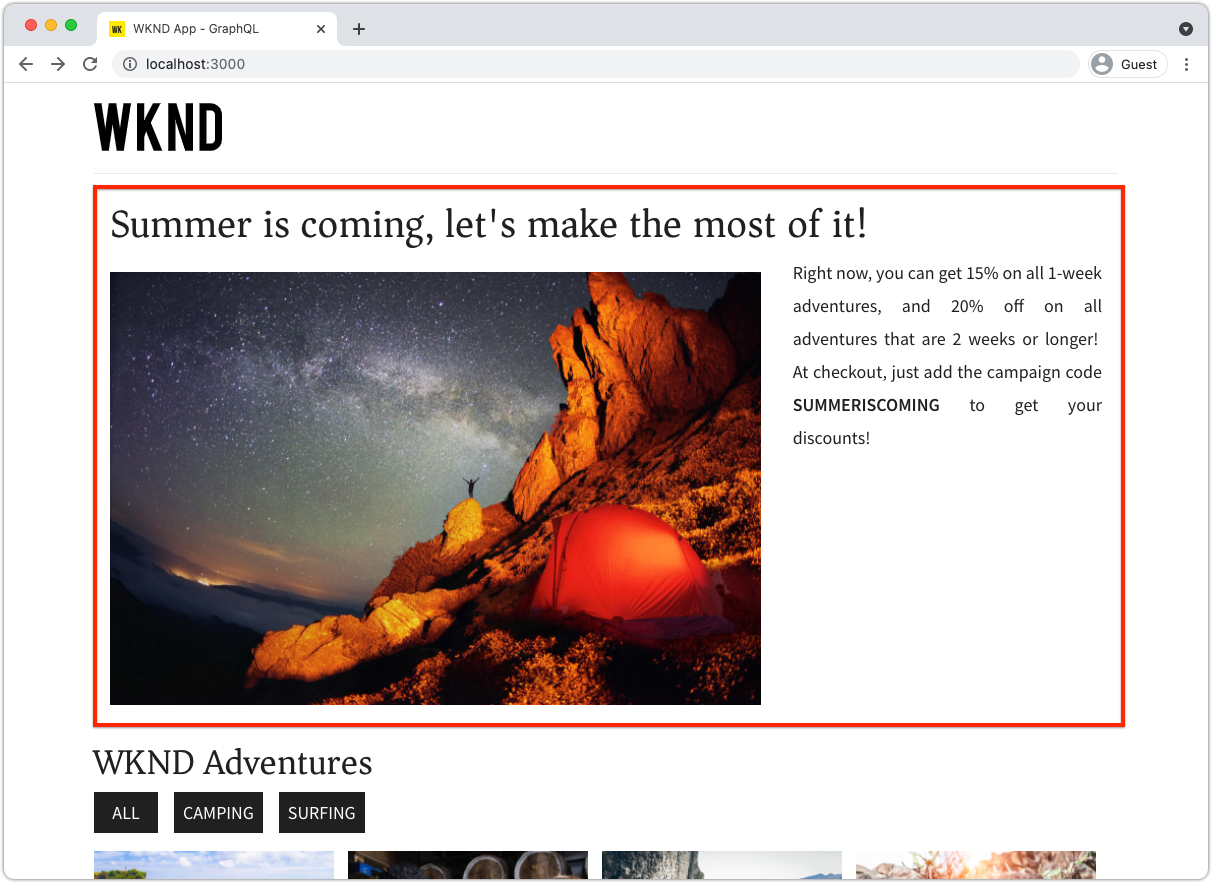 WK WKND App - GraphQL
localhost:3000
Guest
WKND
Summer is coming, let's make the most of it!
Right now, you can get 15% on all 1-week
adventures, and 20% off on all
adventures that are 2 weeks or longer!
At checkout, just add the campaign code
SUMMERISCOMING to get your
discounts!
WKND Adventures
ALL CAMPING SURFING